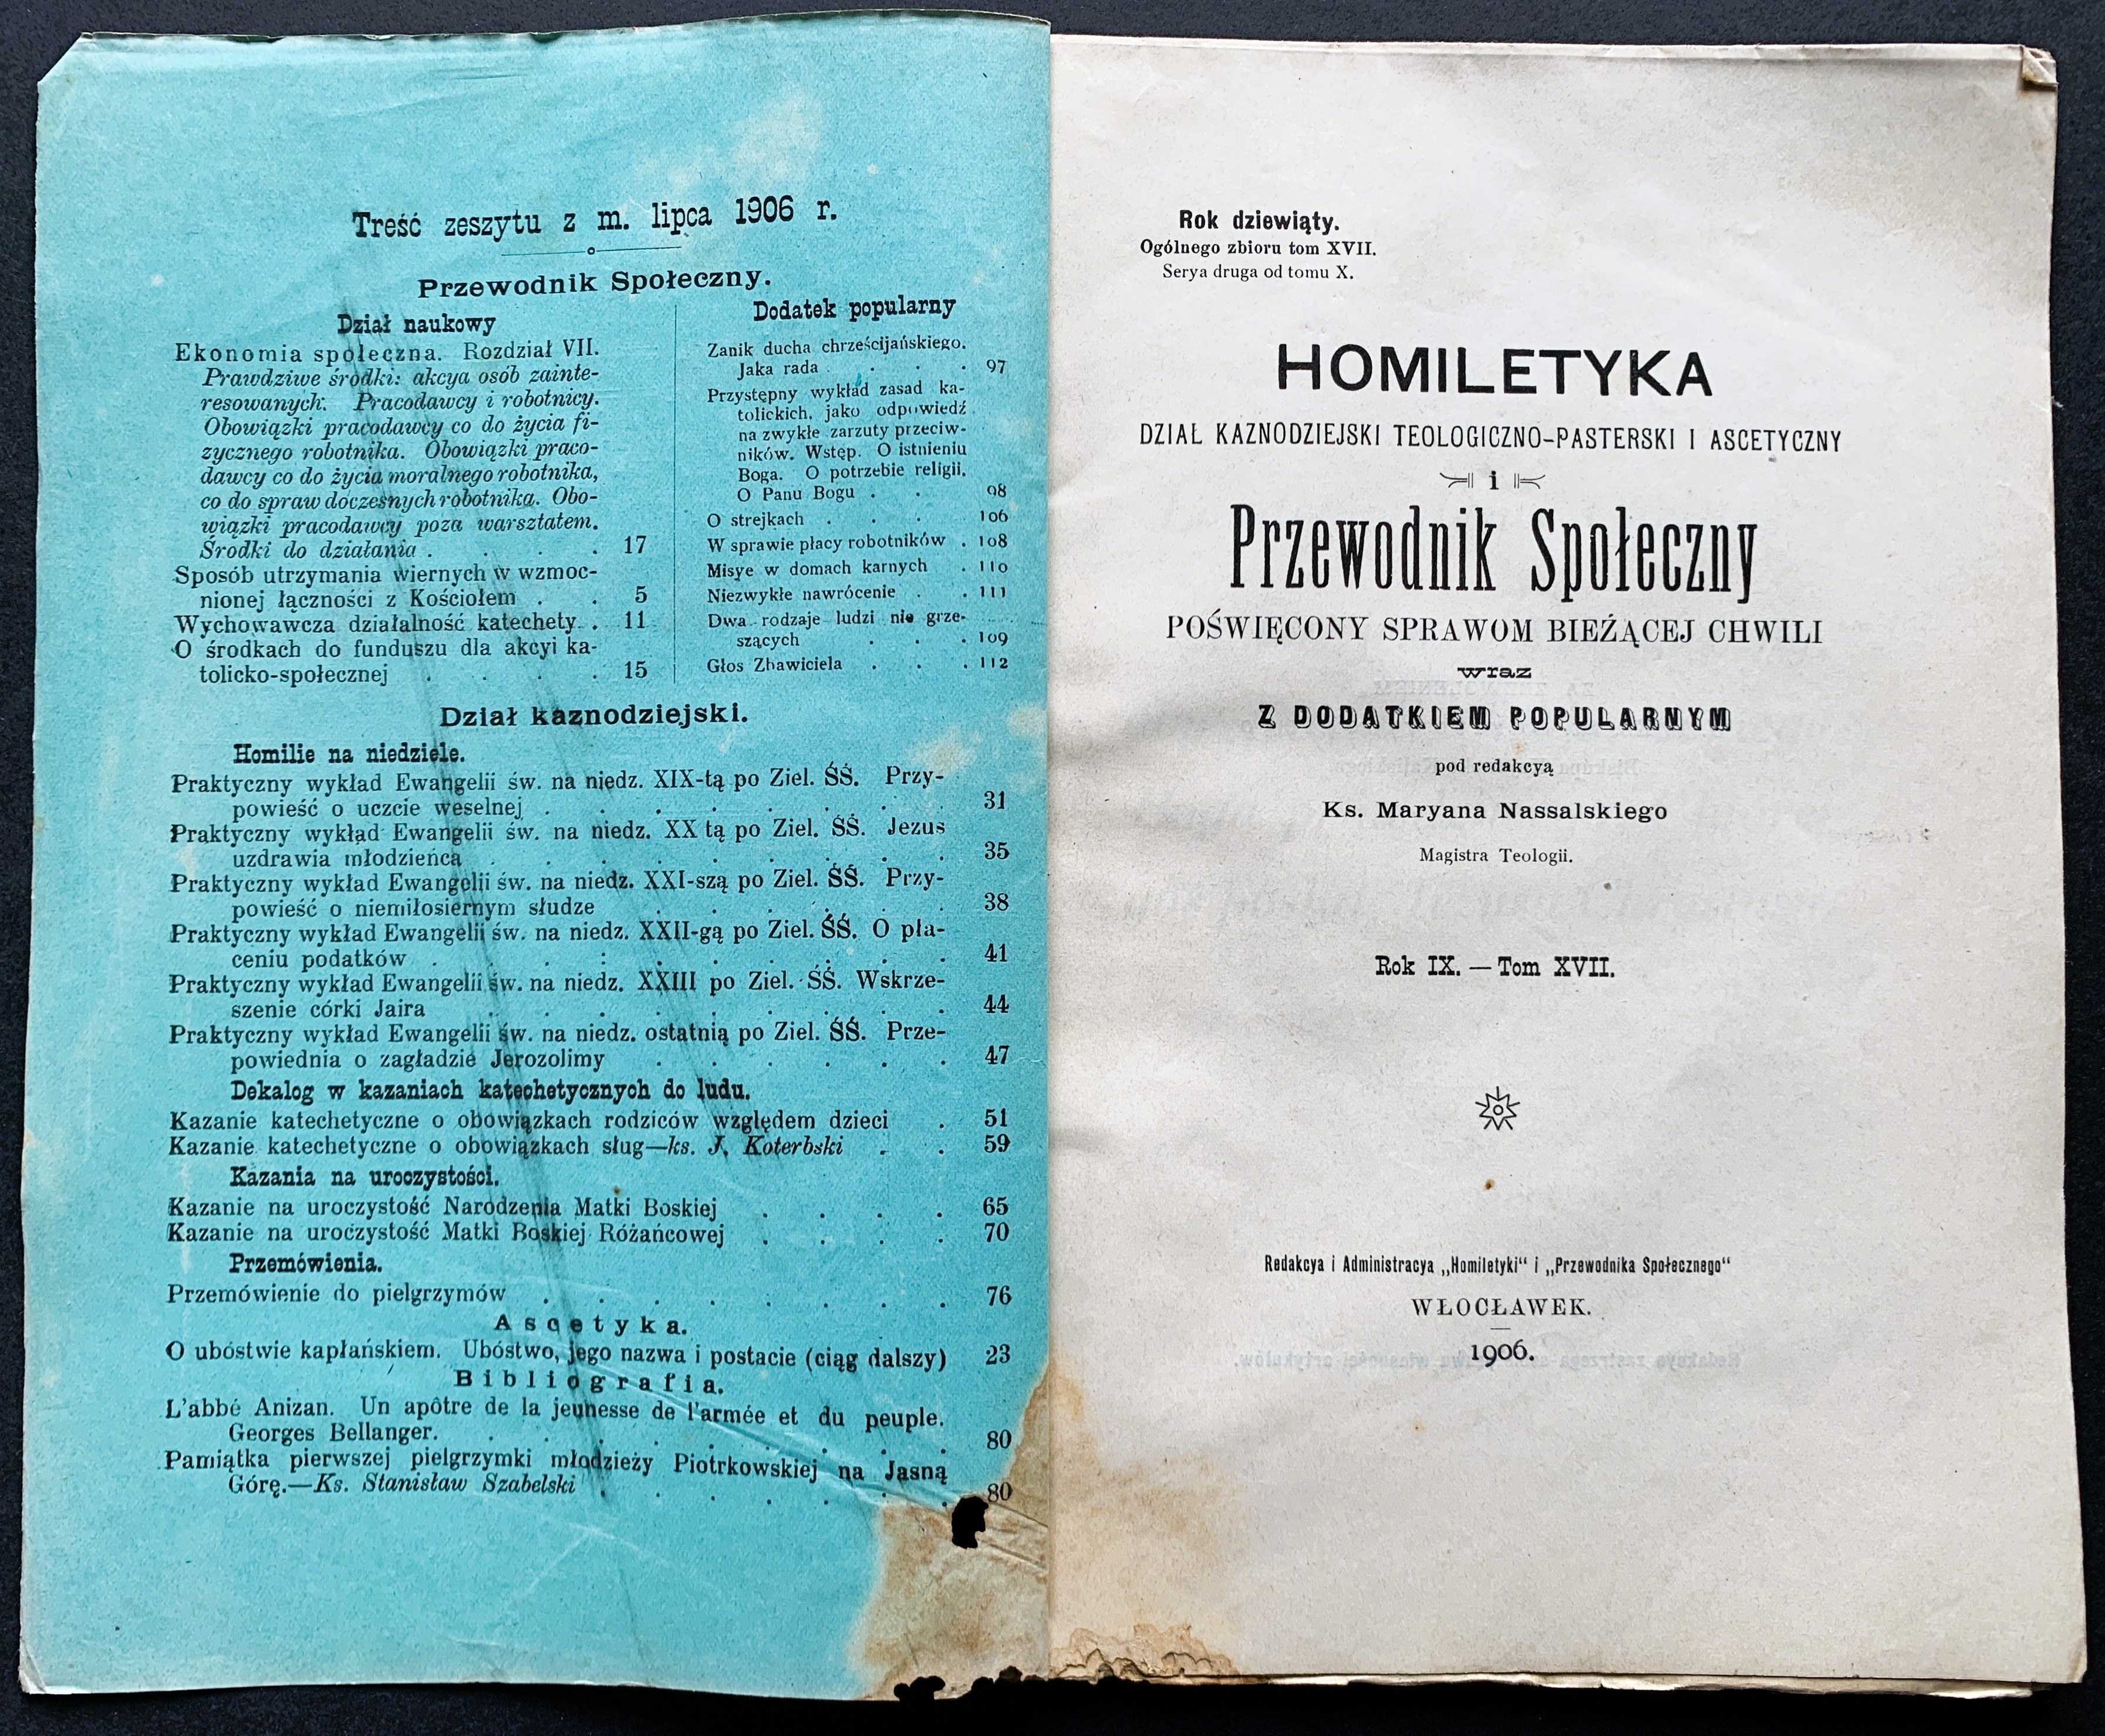 Treść zeszytu z m. lipca 1906 r.
Przewodnik Społeczny.
Dział naukowy
Ekonomia społeczna. Rozdział VII.
Prawdziwe środki: akcya osób zainte-
resowanych. Pracodawcy i robotnicy.
Obowiązki pracodawcy co do życia fi-
zycznego robotnika. Obowiązki praco-
dawcy co do życia moralnego robotnika,
co do spraw doczesnych robotnika. Obo-
wiązki pracodawcy poza warsztatem.
Środki do działania . . . . 17
Sposób utrzymania wiernych w wzmoc-
nionej łączności z Kościołem . . 5
Wychowawcza działalność katechety . . 11
O środkach do funduszu dla akcyi ka-
tolicko-społecznej . . . . 15
Dodatek popularny
Zanik ducha chrześcijańskiego.
Jaka rada . . . . 97
Przystępny wykład zasad ka-
tolickich, jako odpowiedź
na zwykłe zarzuty przeciw-
ników. Wstęp. O istnieniu
Boga. O potrzebie religii.
O Panu Bogu . . . 98
O strejkach . . . . 106
W sprawie płacy robotników . 108
Misye w domach karnych . 110
Niezwykłe nawrócenie . . 111
Dwa rodzaje ludzi nie grze-
szących . . . 109
Głos Zbawiciela . . . 112
Dział kaznodziejski.
Homilie na niedziele.
Praktyczny wykład Ewangelii św. na niedz. XIX-tą po Ziel. ŚŚ. Przy-
powieść o uczcie weselnej . . . . . . . . 31
Praktyczny wykład Ewangelii św. na niedz. XX tą po Ziel. ŚŚ. Jezus
uzdrawia młodzieńca . . . . . . . . . 35
Praktyczny wykład Ewangelii św. na niedz. XXI-szą po Ziel. ŚŚ. Przy-
powieść o niemiłosiernym słudze . . . . . 38
Praktyczny wykład Ewangelii św. na niedz. XXII-gą po Ziel. ŚŚ. O pła-
ceniu podatków . . . . . . . . . . 41
Praktyczny wykład Ewangelii św. na niedz. XXIII po Ziel. ŚŚ. Wskrze-
szenie córki Jaira . . . . . . . . . 44
Praktyczny wykład Ewangelii św. na niedz. ostatnią po Ziel. ŚŚ. Prze-
powiednia o zagładzie Jerozolimy . . . . . . 47
Dekalog w kazaniach katechetycznych do ludu.
Kazanie katechetyczne o obowiązkach rodziców względem dzieci . 51
Kazanie katechetyczne o obowiązkach sług—ks. J. Koterbski . . 59
Kazania na uroczystości.
Kazanie na uroczystość Narodzenia Matki Boskiej . . . . 65
Kazanie na uroczystość Matki Boskiej Różańcowej . . . . 70
Przemówienia.
Przemówienie do pielgrzymów . . . . . . . . 76
Ascetyka.
O ubóstwie kapłańskiem. Ubóstwo, jego nazwa i postacie (ciąg dalszy) 23
Bibliografia.
L'abbé Anizan. Un apôtre de la jeunesse de l'armée et du peuple.
Georges Bellanger. . . . . . . . . . 80
Pamiątka pierwszej pielgrzymki młodzieży Piotrkowskiej na Jasną
Górę.—Ks. Stanisław Szabelski . . . . . . . 80
Rok dziewiąty.
Ogólnego zbioru tom XVII.
Serya druga od tomu X.
HOMILETYKA
DZIAŁ KAZNODZIEJSKI TEOLOGICZNO-PASTERSKI I ASCETYCZNY
i
Przewodnik Społeczny
POŚWIĘCONY SPRAWOM BIEŻĄCEJ CHWILI
wraz
Z DODATKIEM POPULARNYM
pod redakcyą
Ks. Maryana Nassalskiego
Magistra Teologii.
Rok IX. — Tom XVII.
Redakcya i Administracya „Homiletyki“ i „Przewodnika Społecznego“
WŁOCŁAWEK.
1906.